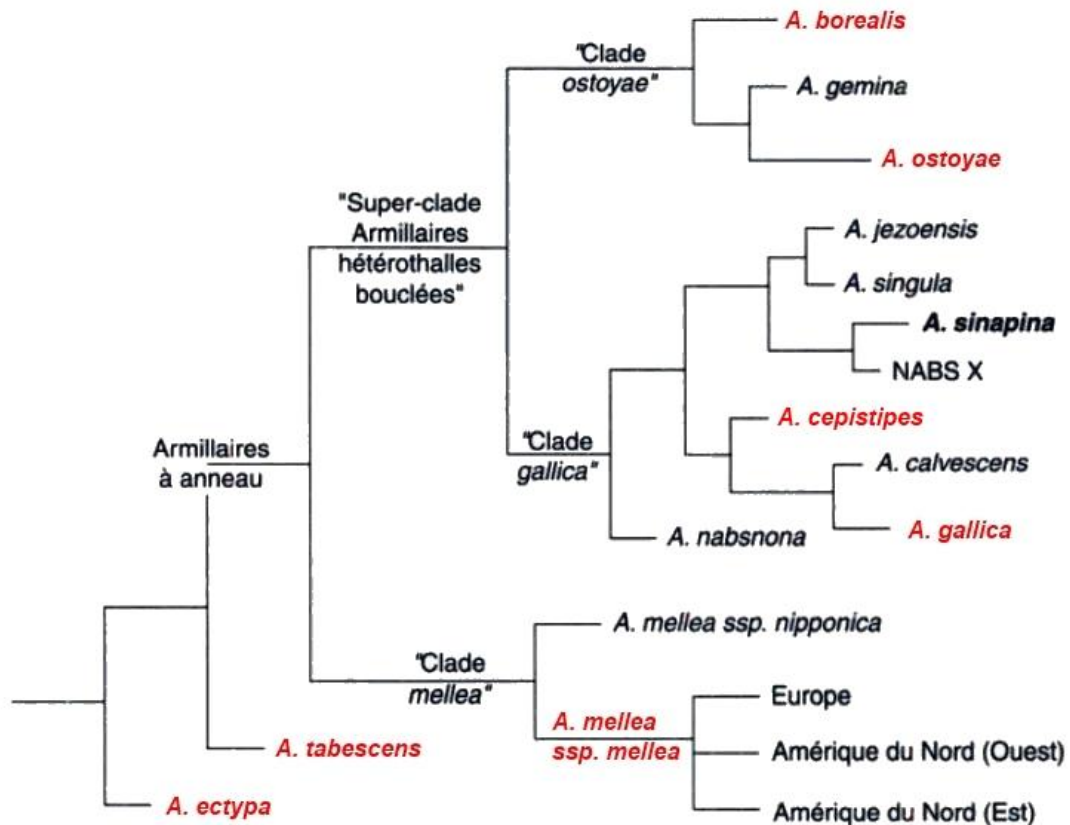 A. borealis
"Clade
ostoyae"
A. gemina
A. ostoyae
"Super-clade
Armillaires
hétérothalles
bouclées"
A. jezoensis
A. singula
A. sinapina
NABS X
A. cepistipes
"Clade
gallica"
A. calvescens
A. gallica
A. nabsnona
Armillaires
à anneau
A. mellea ssp. nipponica
"Clade
mellea"
A. mellea
ssp. mellea
Europe
Amérique du Nord (Ouest)
Amérique du Nord (Est)
A. tabescens
A. ectypa